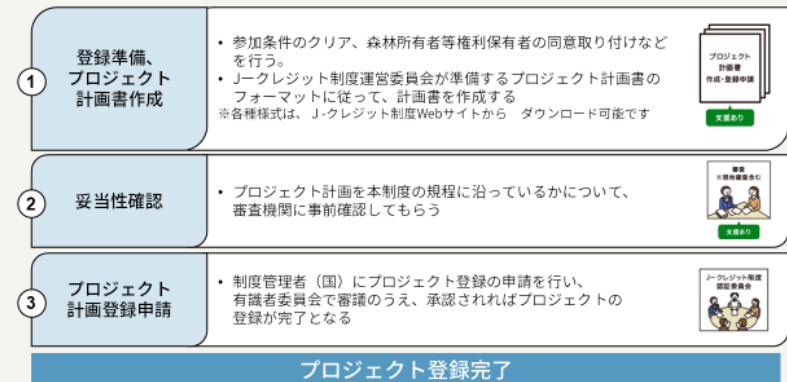 1
登録準備、
プロジェクト
計画書作成
• 参加条件のクリア、森林所有者等権利保有者の同意取り付けなど
を行う。
• J−クレジット制度運営委員会が準備するプロジェクト計画書の
フォーマットに従って、計画書を作成する
※各種様式は、J-クレジット制度Webサイトから　ダウンロード可能です
プロジェクト
計画書
作成・登録申請
支援あり
2
妥当性確認
• プロジェクト計画を本制度の規程に沿っているかについて、
審査機関に事前確認してもらう
審査
※現地審査含む
支援あり
3
プロジェクト
計画登録申請
• 制度管理者（国）にプロジェクト登録の申請を行い、
有識者委員会で審議のうえ、承認されればプロジェクトの
登録が完了となる
J−クレジット制度
認証委員会
プロジェクト登録完了